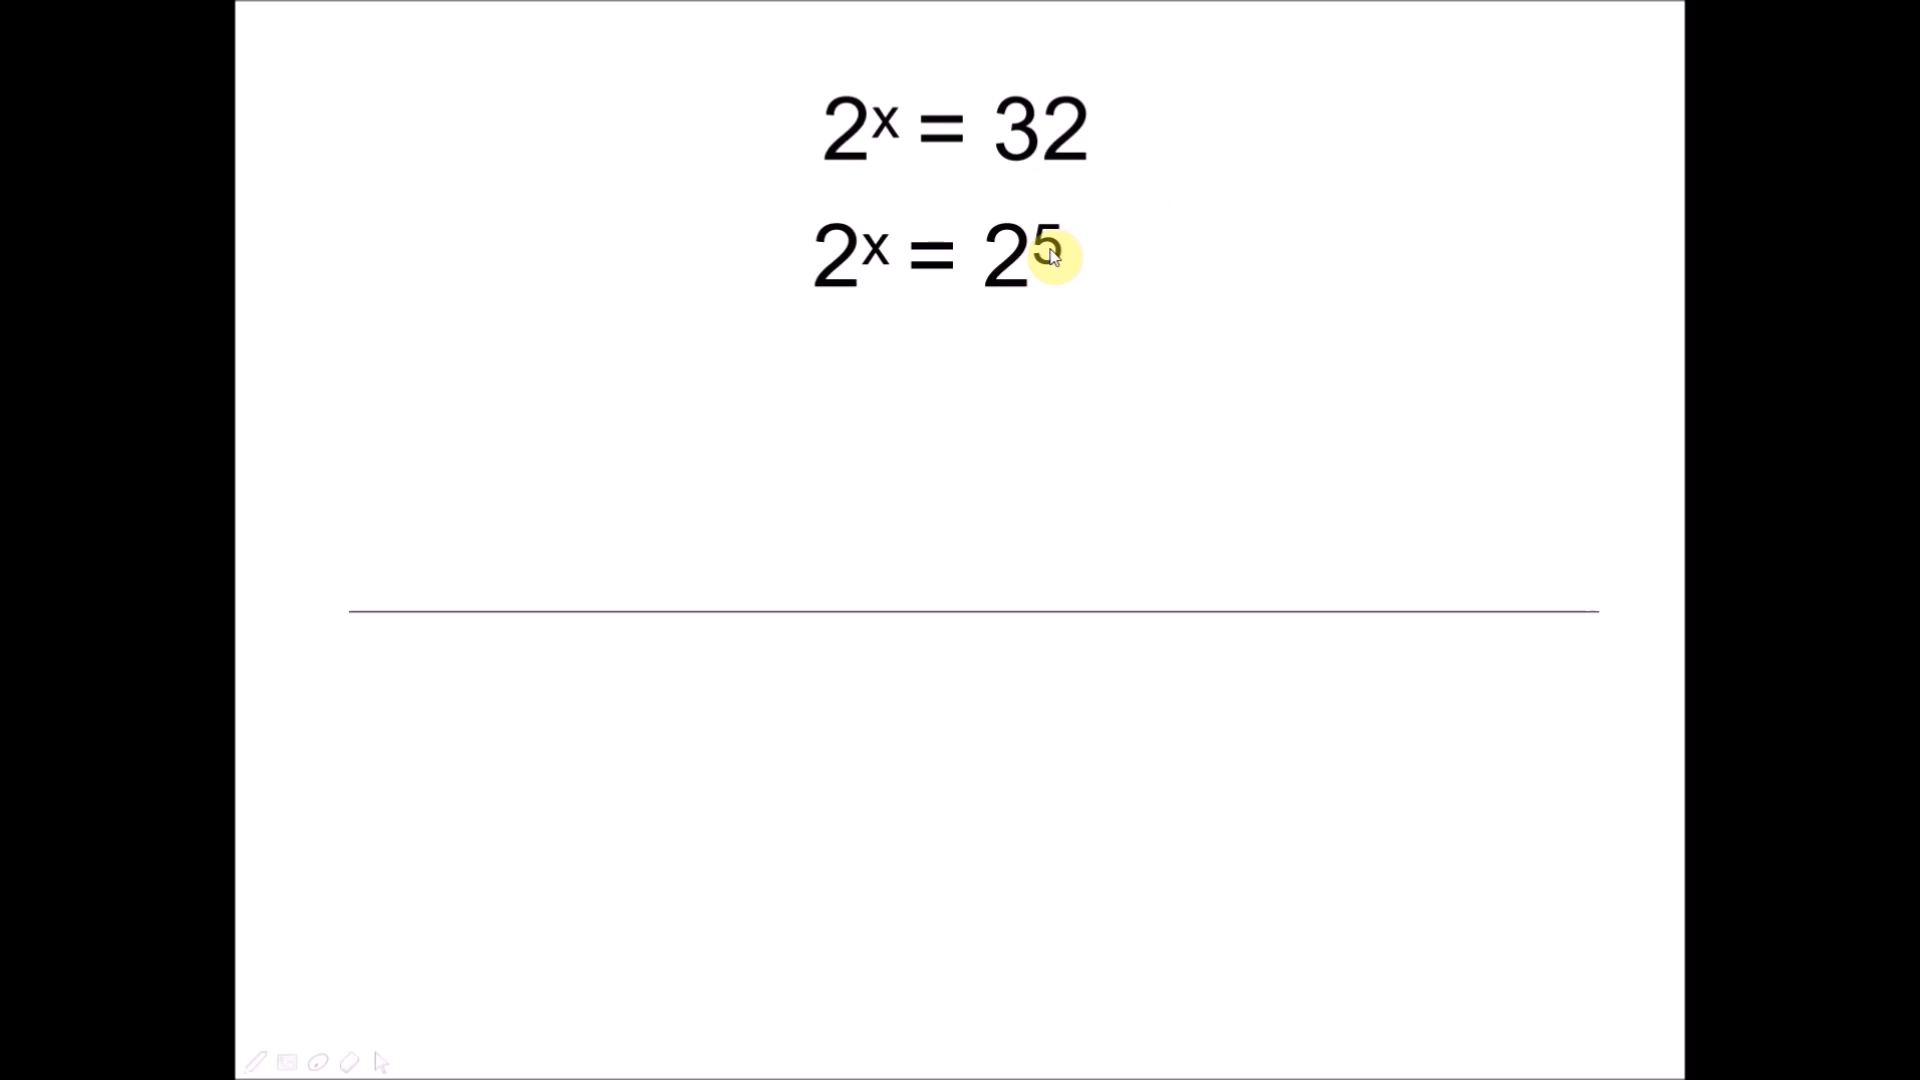 2ˣ = 32
2ˣ = 2⁵